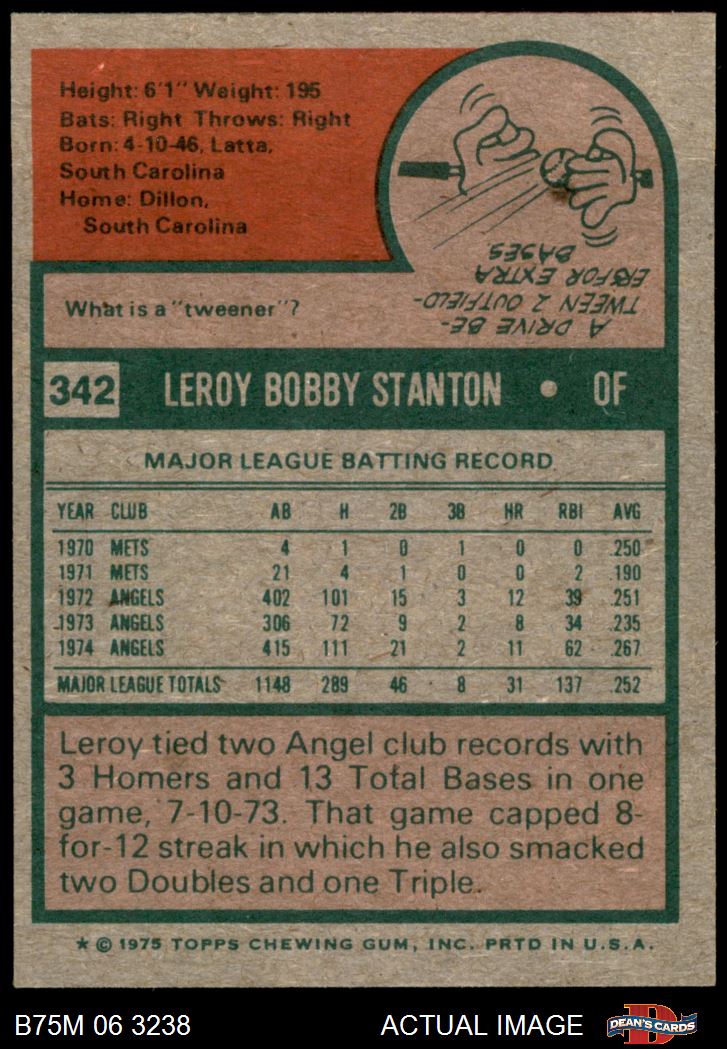 Height: 6'1" Weight: 195
Bats: Right Throws: Right
Born: 4-10-46, Latta,
South Carolina
Home: Dillon,
South Carolina
What is a "tweener"?
A DRIVE BE-
TWEEN 2 OUTFIELD-
ERS FOR EXTRA
BASES.
342 LEROY BOBBY STANTON • OF
MAJOR LEAGUE BATTING RECORD
YEAR CLUB AB H 2B 3B HR RBI AVG
1970 METS 4 1 0 1 0 0 .250
1971 METS 21 4 1 0 0 2 .190
1972 ANGELS 402 101 15 3 12 39 .251
1973 ANGELS 306 72 9 2 8 34 .235
1974 ANGELS 415 111 21 2 11 62 .267
MAJOR LEAGUE TOTALS 1148 289 46 8 31 137 .252
Leroy tied two Angel club records with
3 Homers and 13 Total Bases in one
game, 7-10-73. That game capped 8-
for-12 streak in which he also smacked
two Doubles and one Triple.
★ © 1975 TOPPS CHEWING GUM, INC. PRTD IN U.S.A.
B75M 06 3238 ACTUAL IMAGE DEAN'S CARDS